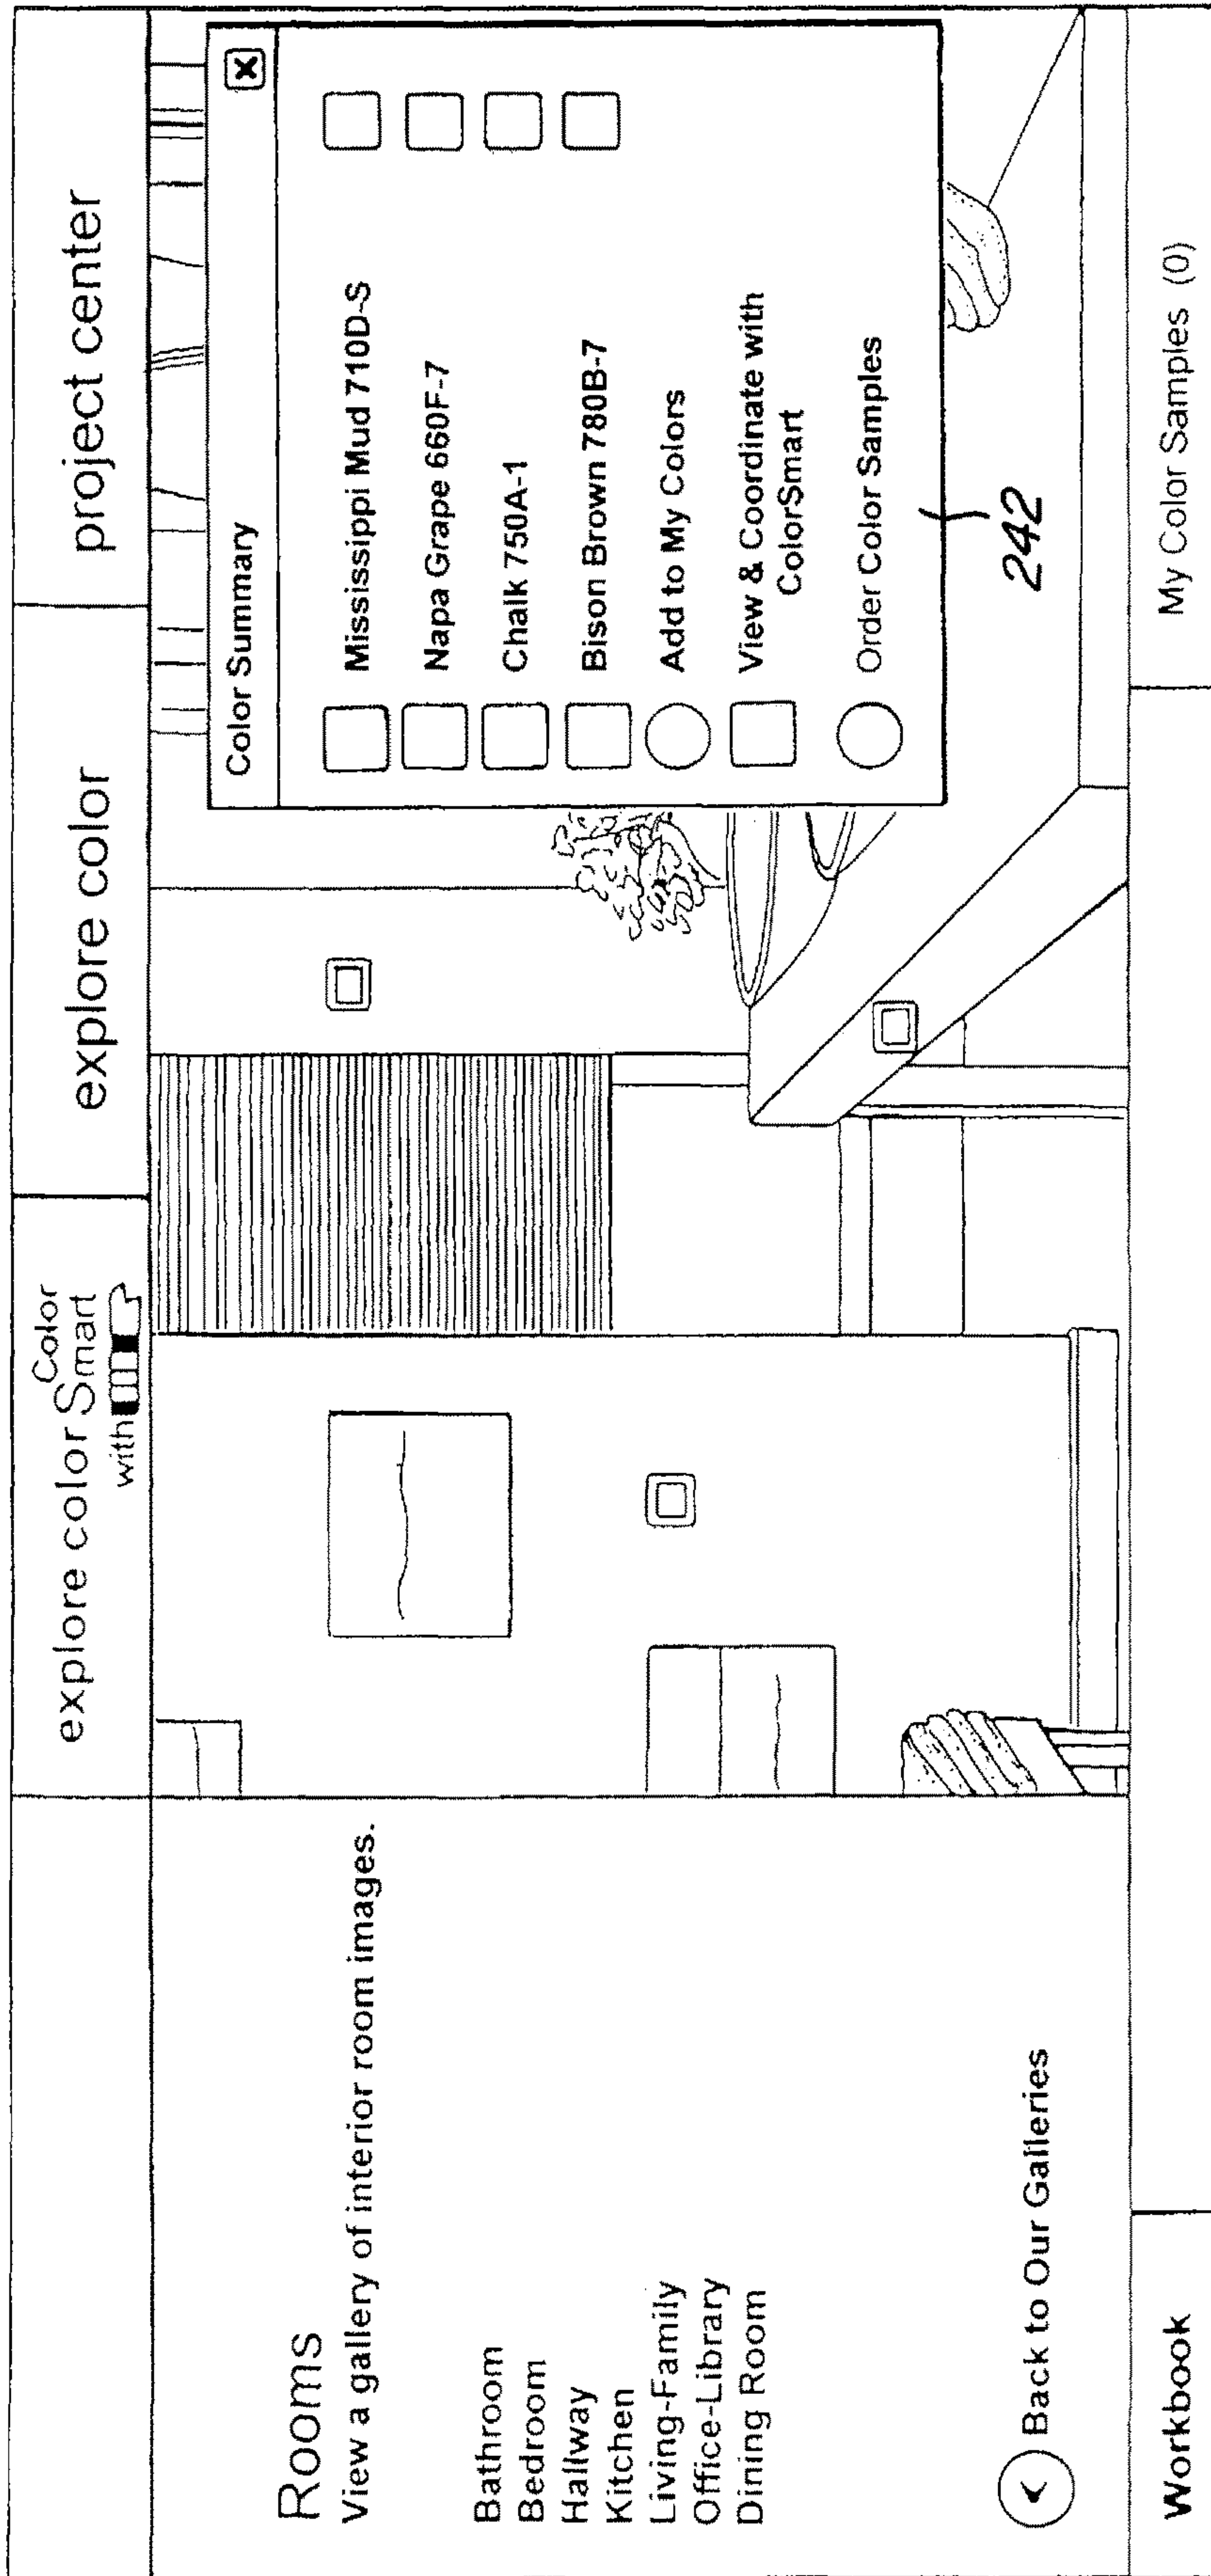 explore color Color
Smart
with
explore color
project center
Rooms
View a gallery of interior room images.
Bathroom
Bedroom
Hallway
Kitchen
Living-Family
Office-Library
Dining Room
Back to Our Galleries
Color Summary
Mississippi Mud 710D-S
Napa Grape 660F-7
Chalk 750A-1
Bison Brown 780B-7
Add to My Colors
View & Coordinate with
ColorSmart
Order Color Samples
242
Workbook
My Color Samples (0)